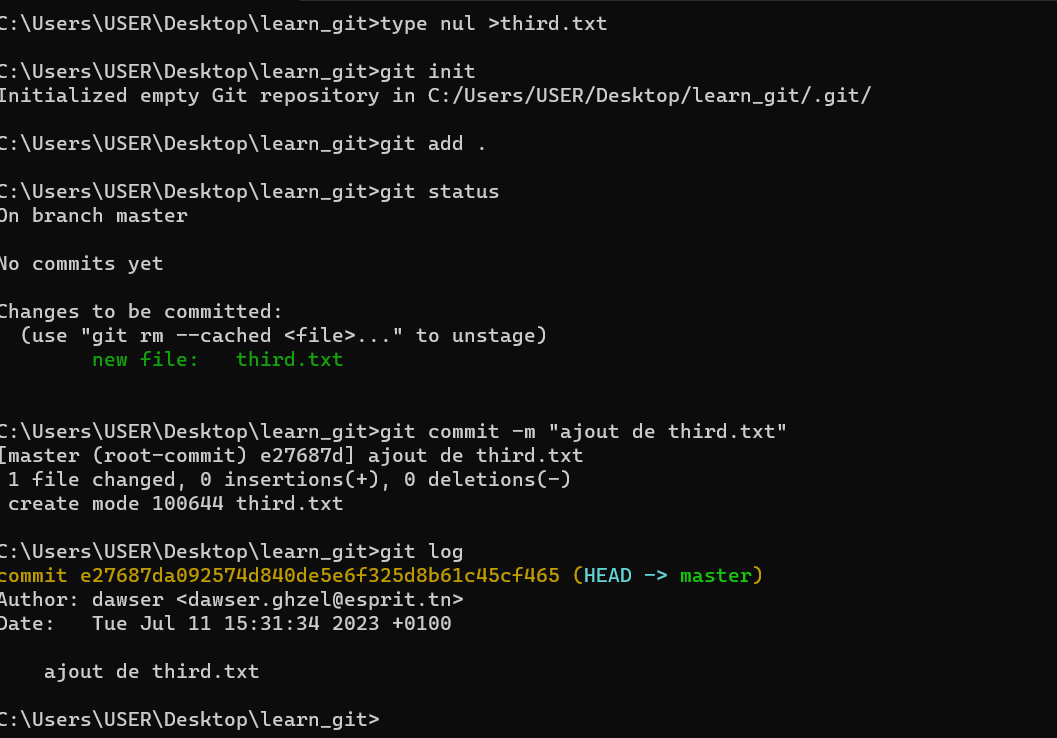 C:\Users\USER\Desktop\learn_git>type nul >third.txt
C:\Users\USER\Desktop\learn_git>git init
Initialized empty Git repository in C:/Users/USER/Desktop/learn_git/.git/
C:\Users\USER\Desktop\learn_git>git add .
C:\Users\USER\Desktop\learn_git>git status
On branch master
No commits yet
Changes to be committed:
  (use "git rm --cached <file>..." to unstage)
        new file:   third.txt
C:\Users\USER\Desktop\learn_git>git commit -m "ajout de third.txt"
[master (root-commit) e27687d] ajout de third.txt
 1 file changed, 0 insertions(+), 0 deletions(-)
 create mode 100644 third.txt
C:\Users\USER\Desktop\learn_git>git log
commit e27687da092574d840de5e6f325d8b61c45cf465 (HEAD -> master)
Author: dawser <dawser.ghzel@esprit.tn>
Date:   Tue Jul 11 15:31:34 2023 +0100
    ajout de third.txt
C:\Users\USER\Desktop\learn_git>